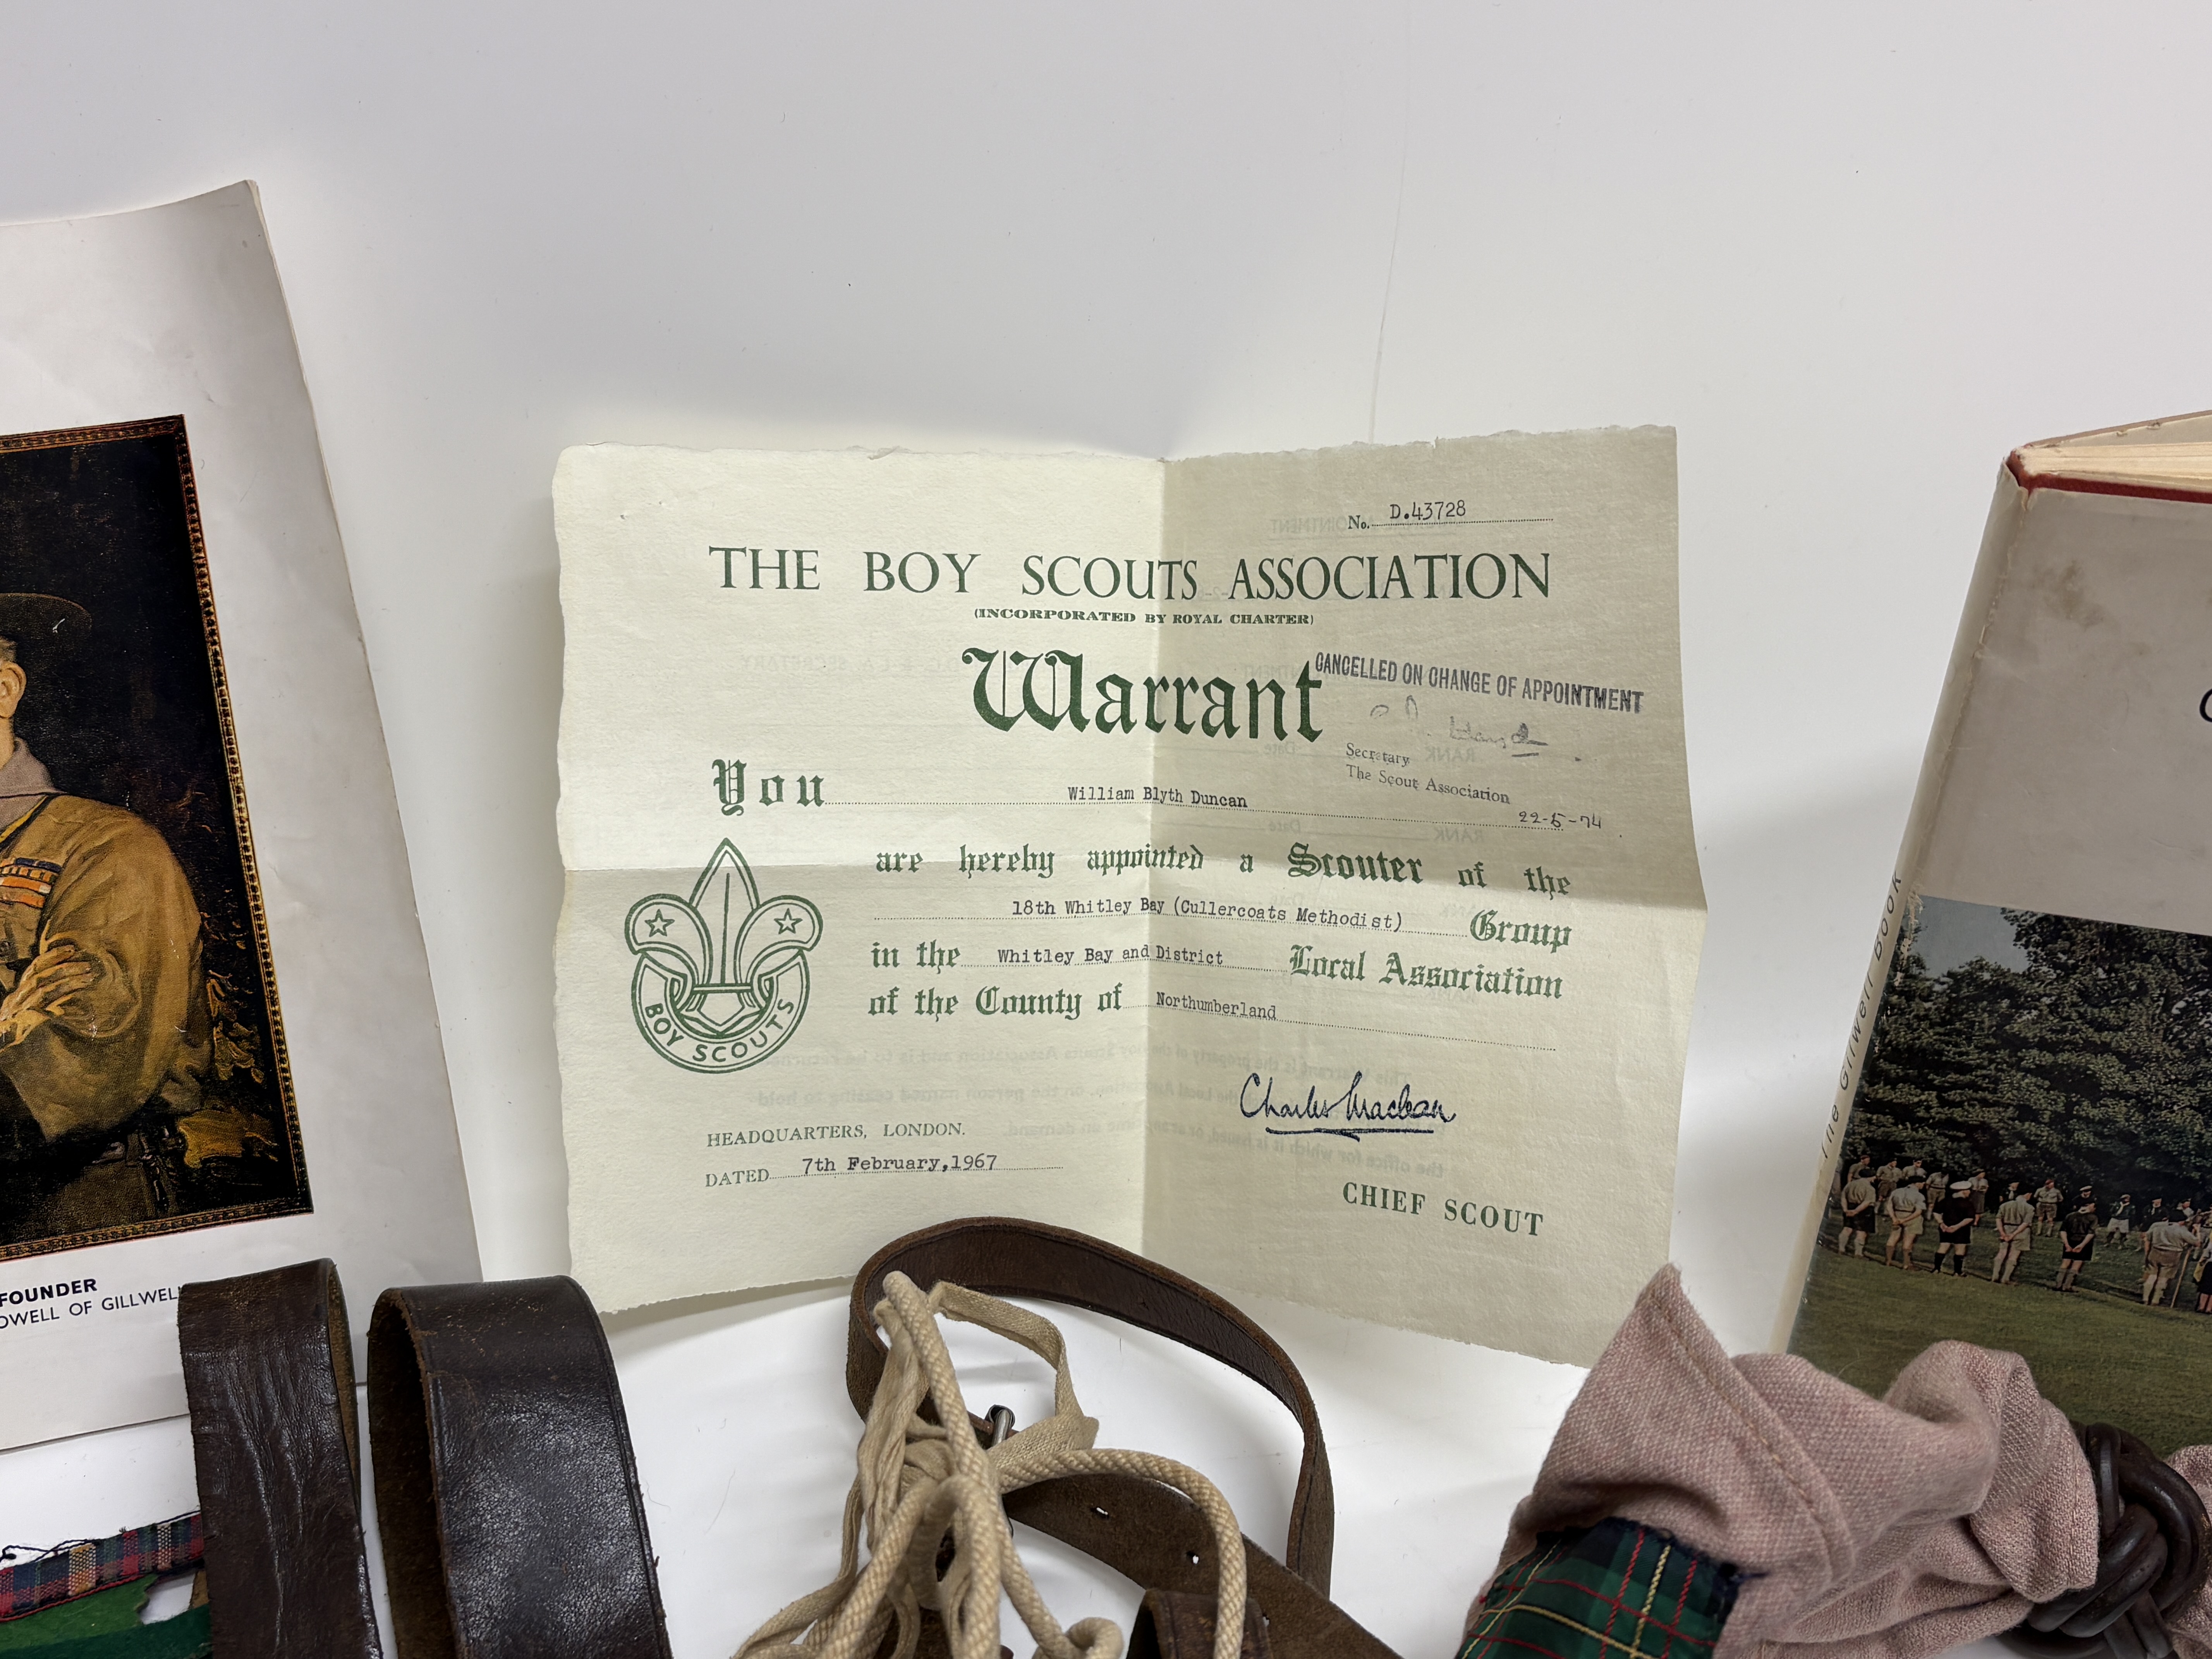 No. D.43728
THE BOY SCOUTS ASSOCIATION
(INCORPORATED BY ROYAL CHARTER)
Warrant
CANCELLED ON CHANGE OF APPOINTMENT
Secretary
The Scout Association
22-5-74
You William Blyth Duncan
are hereby appointed a Scouter of the
18th Whitley Bay (Cullercoats Methodist) Group
in the Whitley Bay and District Local Association
of the County of Northumberland
BOY SCOUTS
Charles Maclean
HEADQUARTERS, LONDON.
DATED 7th February, 1967
CHIEF SCOUT
FOUNDER
OWELL OF GILLWELL
The Gilwell Book